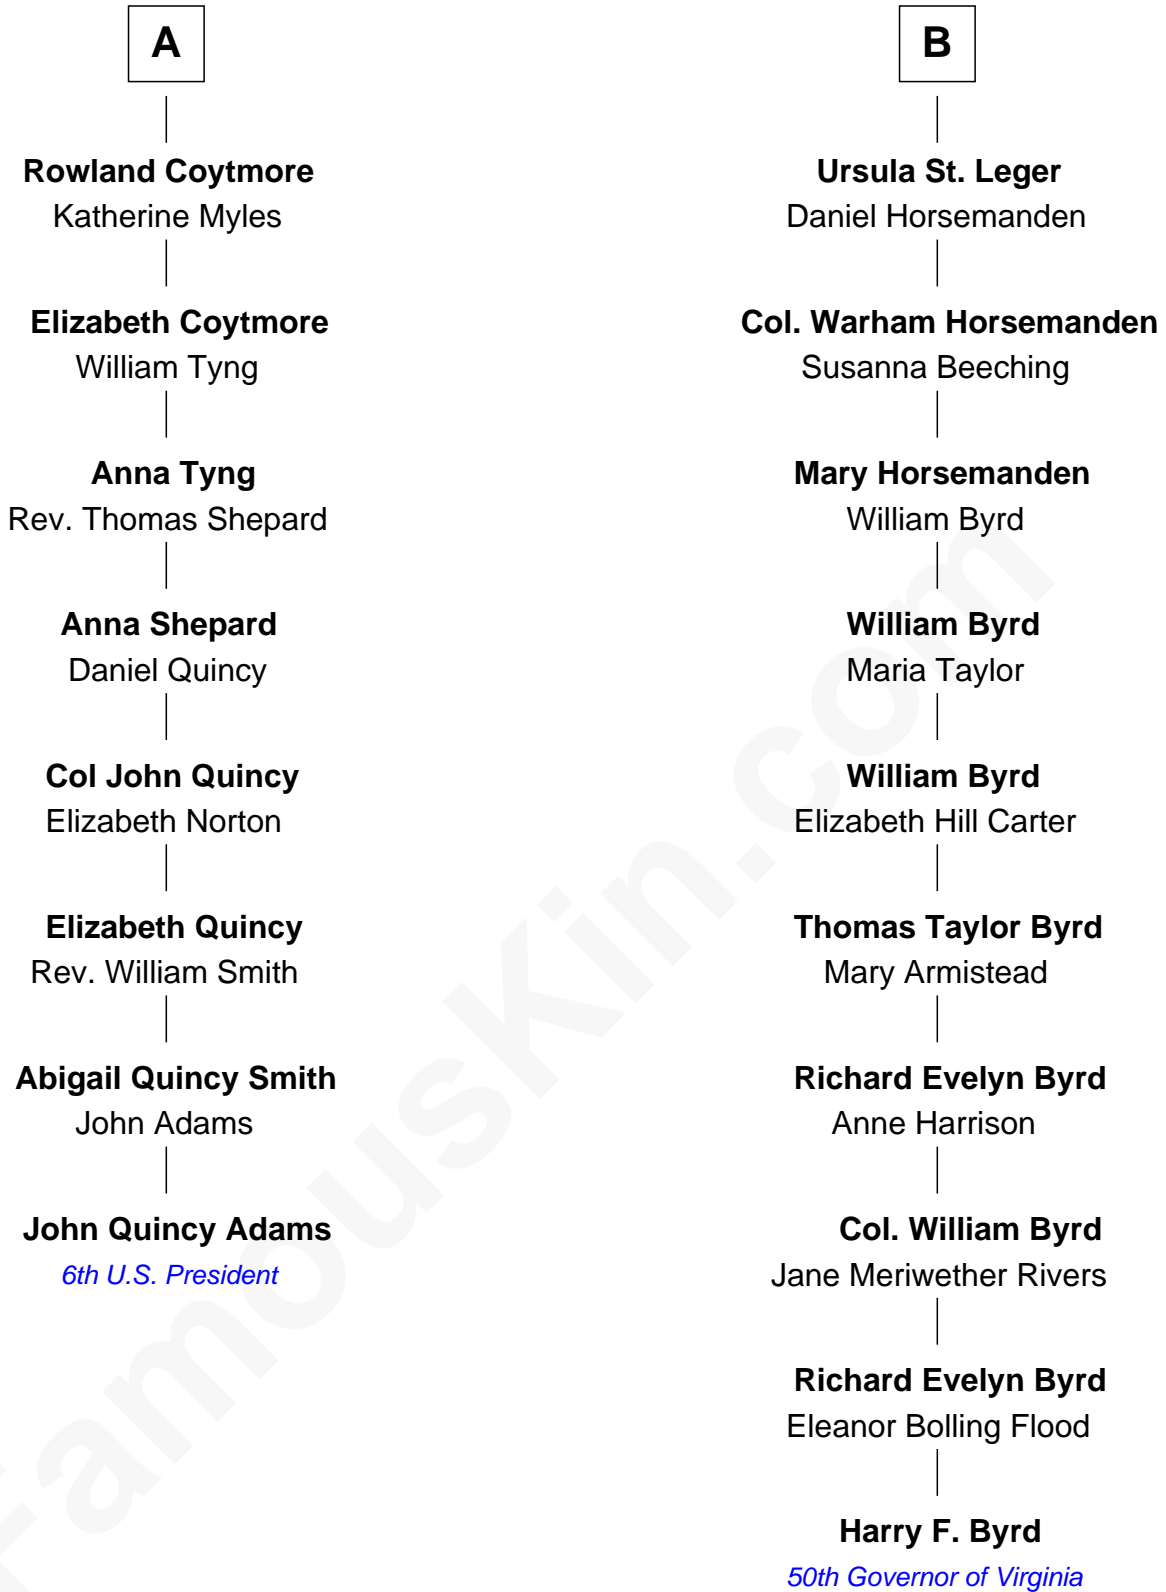 A
Rowland Coytmore
Katherine Myles
Elizabeth Coytmore
William Tyng
Anna Tyng
Rev. Thomas Shepard
Anna Shepard
Daniel Quincy
Col John Quincy
Elizabeth Norton
Elizabeth Quincy
Rev. William Smith
Abigail Quincy Smith
John Adams
John Quincy Adams
6th U.S. President
B
Ursula St. Leger
Daniel Horsemanden
Col. Warham Horsemanden
Susanna Beeching
Mary Horsemanden
William Byrd
William Byrd
Maria Taylor
William Byrd
Elizabeth Hill Carter
Thomas Taylor Byrd
Mary Armistead
Richard Evelyn Byrd
Anne Harrison
Col. William Byrd
Jane Meriwether Rivers
Richard Evelyn Byrd
Eleanor Bolling Flood
Harry F. Byrd
50th Governor of Virginia
FamousKin.com